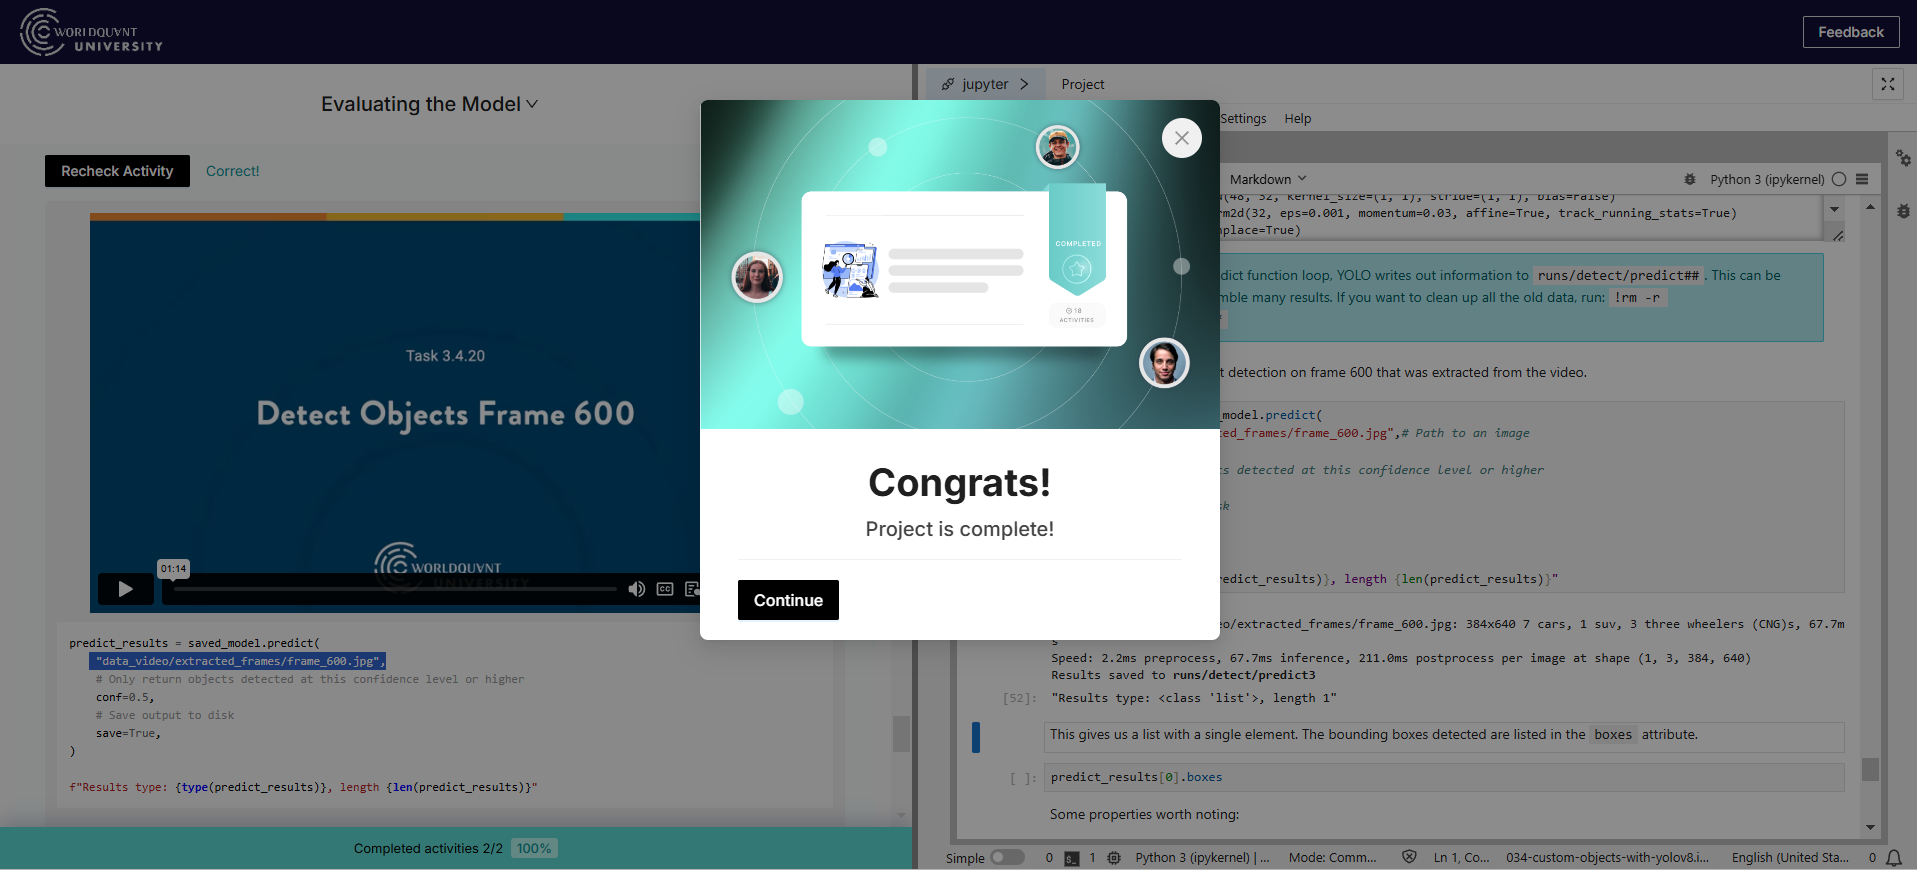 WORLDQUANT
UNIVERSITY
Feedback
Evaluating the Model
Recheck Activity
Correct!
Task 3.4.20
Detect Objects Frame 600
WORLDQUANT
UNIVERSITY
01:14
CC
predict_results = saved_model.predict(
"data_video/extracted_frames/frame_600.jpg",
# Only return objects detected at this confidence level or higher
conf=0.5,
# Save output to disk
save=True,
)
f"Results type: {type(predict_results)}, length {len(predict_results)}"
Completed activities 2/2 100%
COMPLETED
18
ACTIVITIES
Congrats!
Project is complete!
Continue
jupyter
Project
Settings Help
Markdown
Python 3 (ipykernel)
(48, 32, kernel_size=(1, 1), stride=(1, 1), bias=False)
rm2d(32, eps=0.001, momentum=0.03, affine=True, track_running_stats=True)
nplace=True)
dict function loop, YOLO writes out information to runs/detect/predict##. This can be
mble many results. If you want to clean up all the old data, run: !rm -r
t detection on frame 600 that was extracted from the video.
_model.predict(
ed_frames/frame_600.jpg",# Path to an image
s detected at this confidence level or higher
sk
redict_results)}, length {len(predict_results)}"
eo/extracted_frames/frame_600.jpg: 384x640 7 cars, 1 suv, 3 three wheelers (CNG)s, 67.7m
s
Speed: 2.2ms preprocess, 67.7ms inference, 211.0ms postprocess per image at shape (1, 3, 384, 640)
Results saved to runs/detect/predict3
[52]: "Results type: <class 'list'>, length 1"
This gives us a list with a single element. The bounding boxes detected are listed in the boxes attribute.
[ ]: predict_results[0].boxes
Some properties worth noting:
Simple 0 1 Python 3 (ipykernel) | ... Mode: Comm... Ln 1, Co... 034-custom-objects-with-yolov8.i... English (United Sta... 0